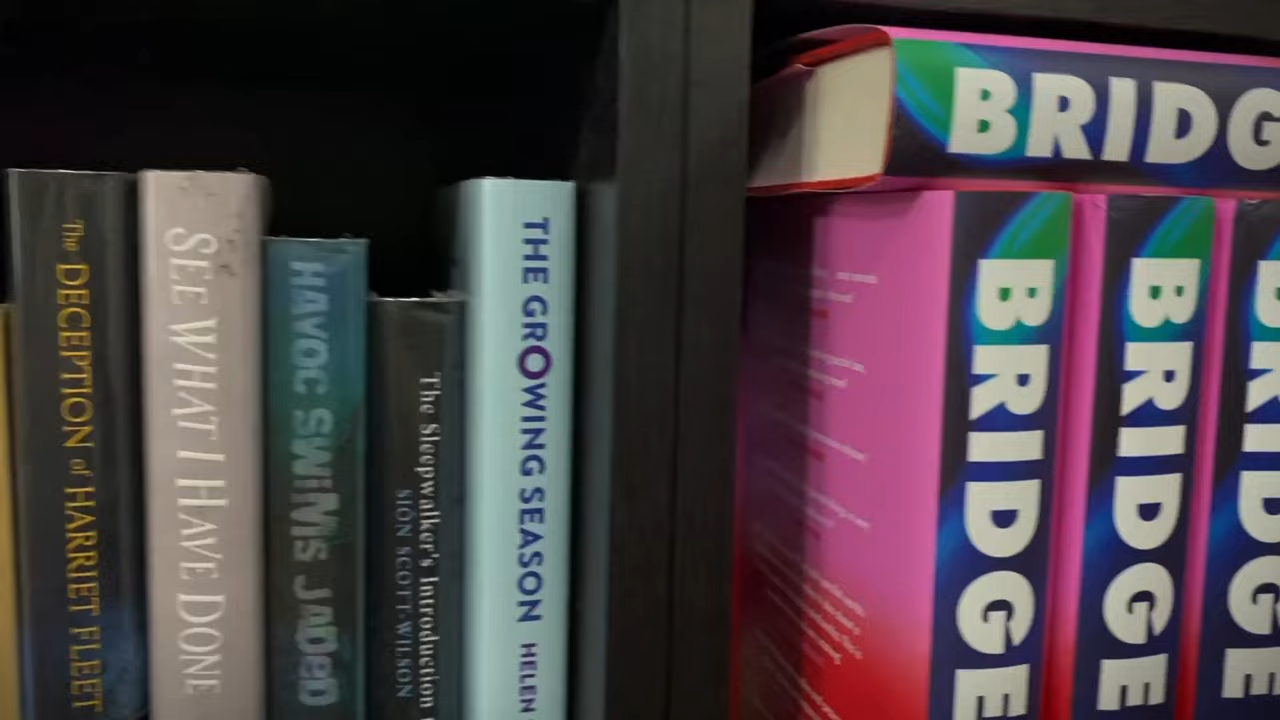 The DECEPTION of HARRIET FLEET
SEE WHAT I HAVE DONE
HAVOC SWiMS JADeD
The Sleepwalker's Introduction
SIÓN SCOTT-WILSON
THE GROWING SEASON HELEN
BRIDG
BRIDGE
BRIDGE
BRIDGE